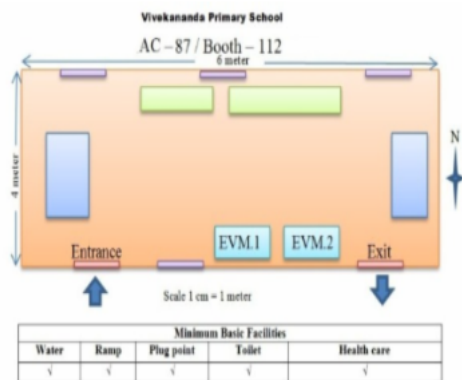 Vivekananda Primary School
AC – 87 / Booth – 112
6 meter
4 meter
N
EVM.1 EVM.2
Entrance Exit
Scale 1 cm = 1 meter
Minimum Basic Facilities
Water Ramp Plug point Toilet Health care
√ √ √ √ √